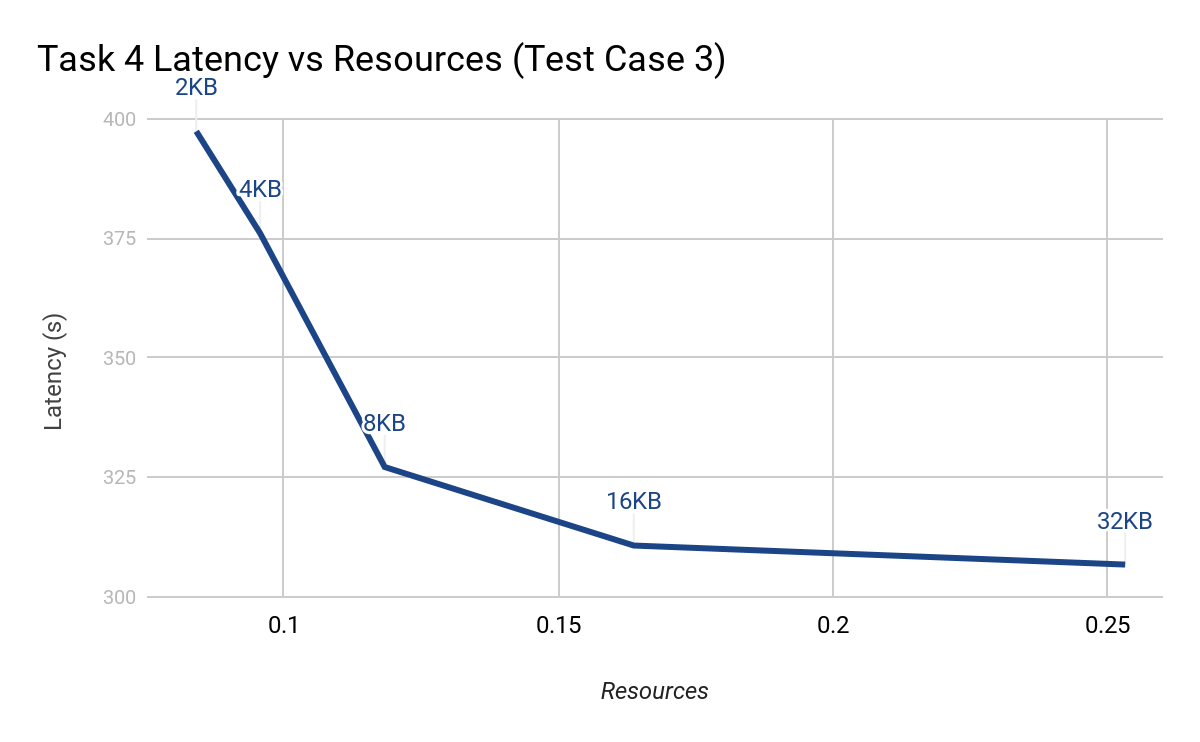 Task 4 Latency vs Resources (Test Case 3)
2KB
400
4KB
375
Latency (s)
350
8KB
325
16KB
32KB
300
0.1
0.15
0.2
0.25
Resources